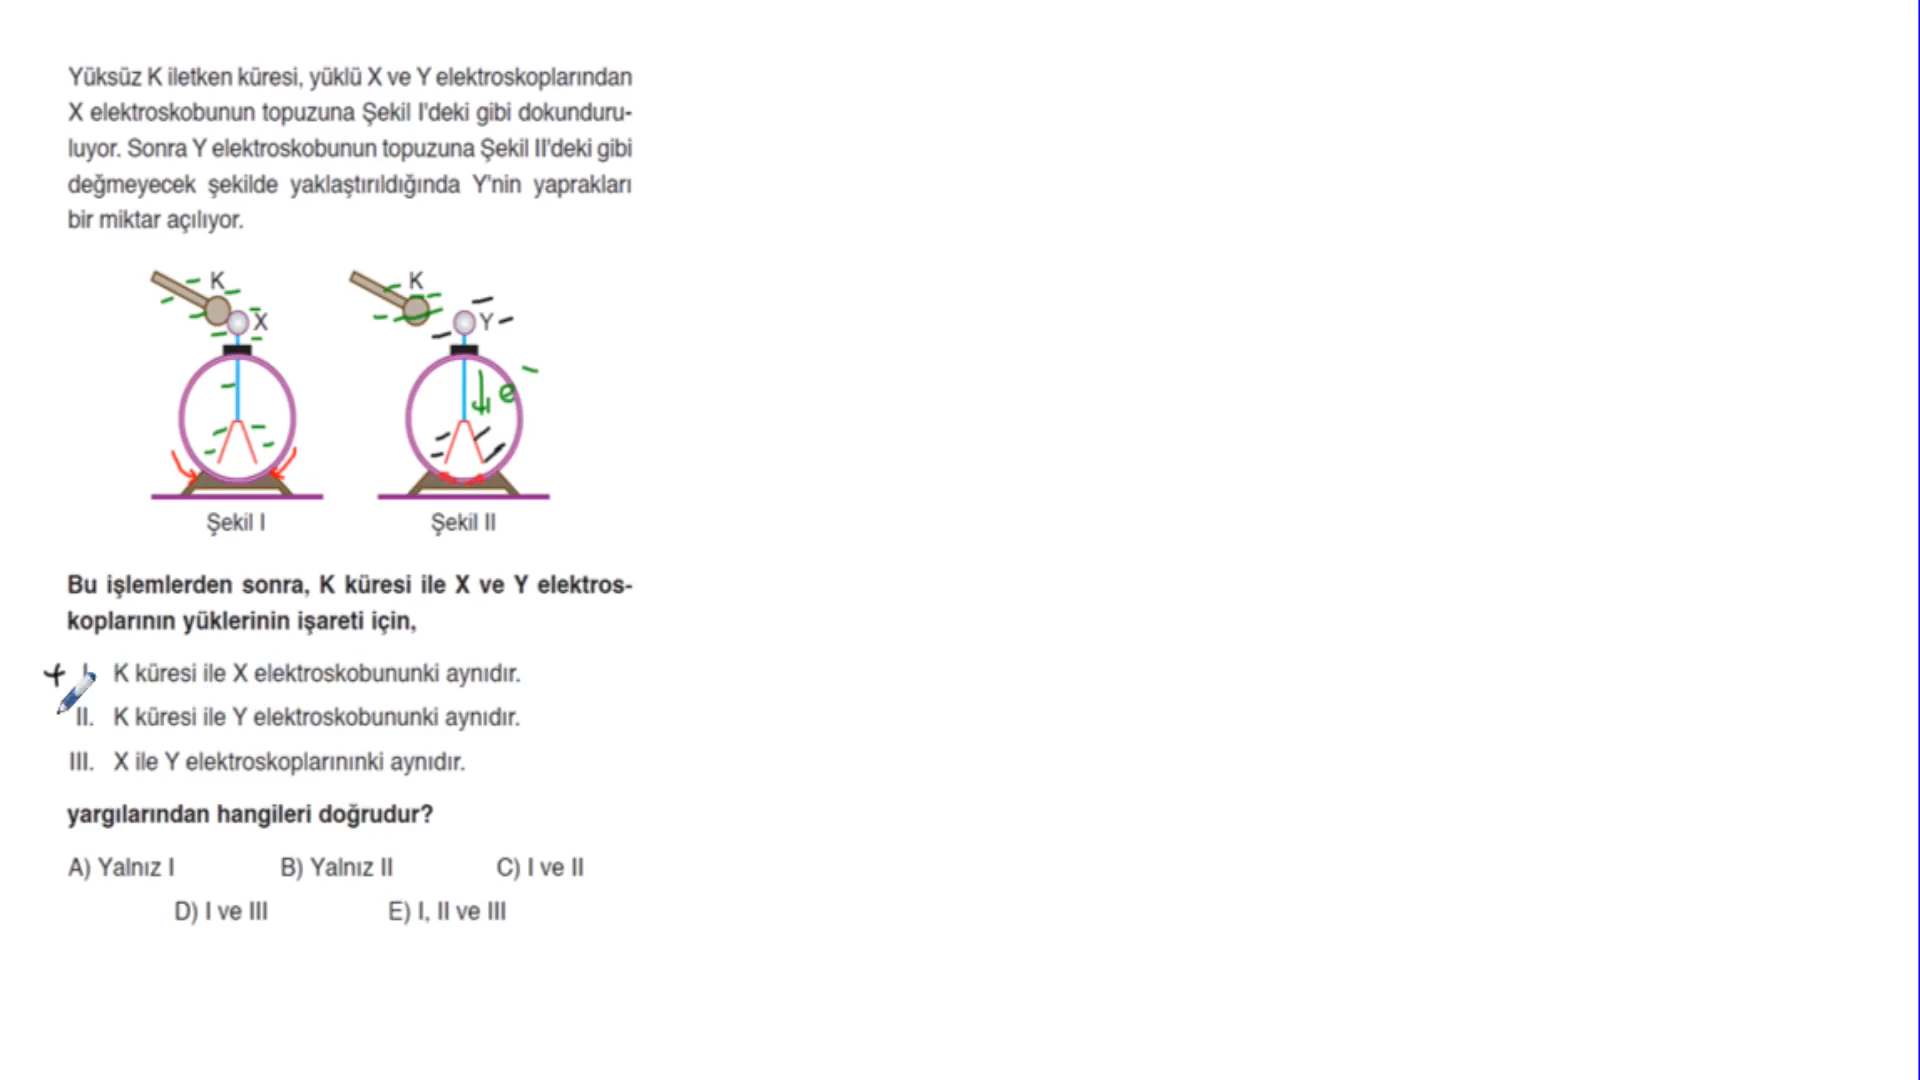 Yüksüz K iletken küresi, yüklü X ve Y elektroskoplarından
X elektroskobunun topuzuna Şekil I'deki gibi dokunduru-
luyor. Sonra Y elektroskobunun topuzuna Şekil II'deki gibi
değmeyecek şekilde yaklaştırıldığında Y'nin yaprakları
bir miktar açılıyor.
K
X
K
Y
e⁻
Şekil I
Şekil II
Bu işlemlerden sonra, K küresi ile X ve Y elektros-
koplarının yüklerinin işareti için,
+ I. K küresi ile X elektroskobununki aynıdır.
II. K küresi ile Y elektroskobununki aynıdır.
III. X ile Y elektroskoplarınınki aynıdır.
yargılarından hangileri doğrudur?
A) Yalnız I B) Yalnız II C) I ve II
D) I ve III E) I, II ve III